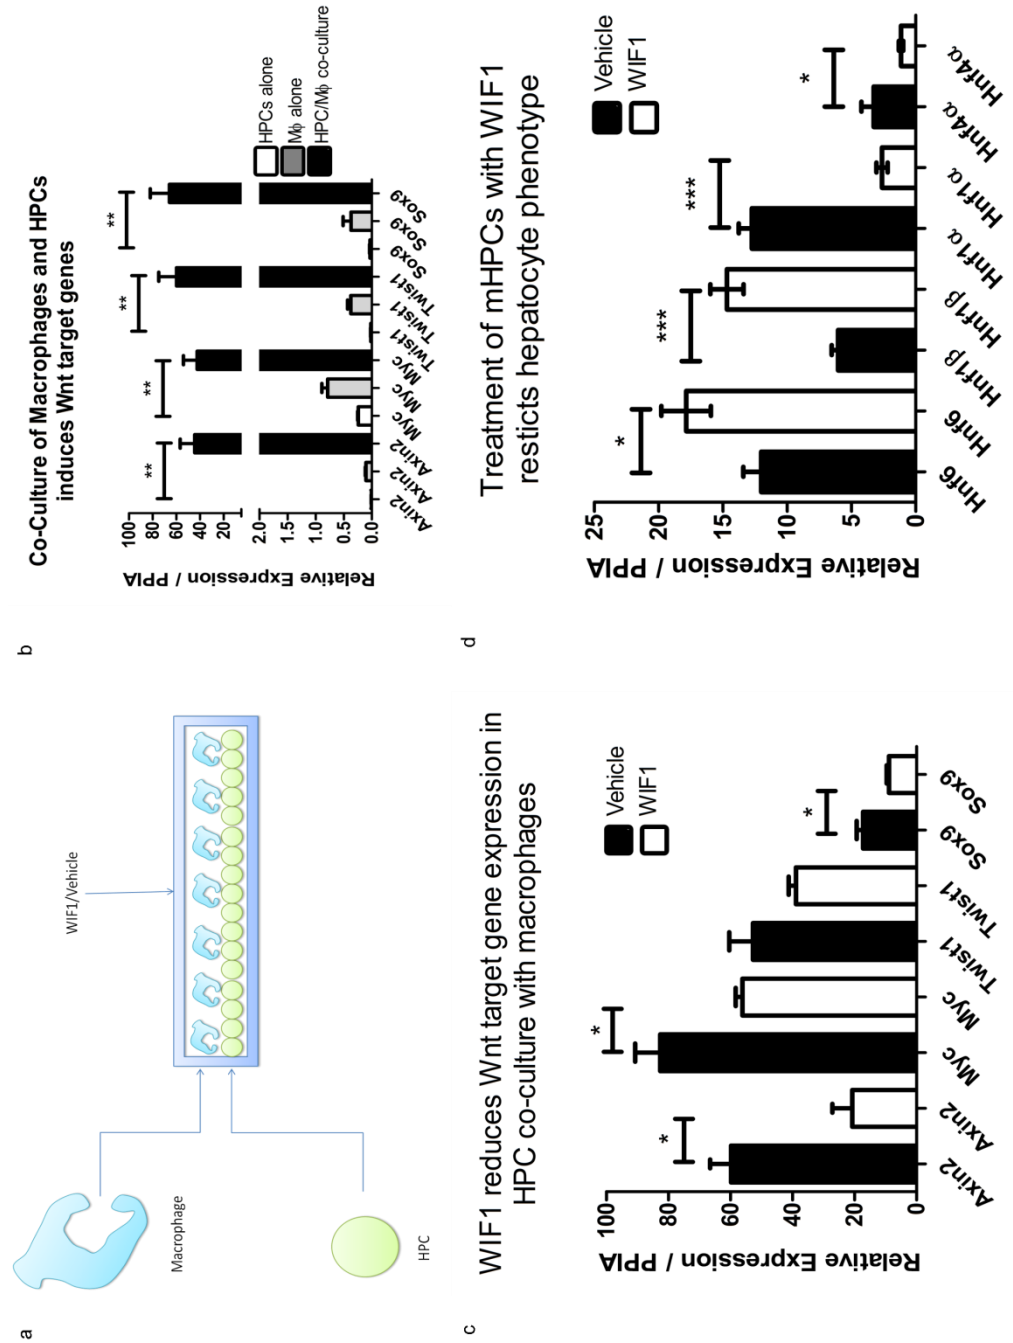 a
Macrophage
HPC
WIF1/Vehicle
b
Co-Culture of Macrophages and HPCs
induces Wnt target genes
Relative Expression / PPIA
100
80
60
40
20
2.0
1.5
1.0
0.5
0.0
**
**
**
**
HPCs alone
Mϕ alone
HPC/Mϕ co-culture
Axin2
Axin2
Axin2
Myc
Myc
Myc
Twist1
Twist1
Twist1
Sox9
Sox9
Sox9
c
WIF1 reduces Wnt target gene expression in
HPC co-culture with macrophages
Relative Expression / PPIA
100
80
60
40
20
0
*
*
*
Vehicle
WIF1
Axin2
Axin2
Myc
Myc
Twist1
Twist1
Sox9
Sox9
d
Treatment of mHPCs with WIF1
resticts hepatocyte phenotype
Relative Expression / PPIA
25
20
15
10
5
0
*
***
***
*
Vehicle
WIF1
Hnf6
Hnf6
Hnf1β
Hnf1β
Hnf1α
Hnf1α
Hnf4α
Hnf4α